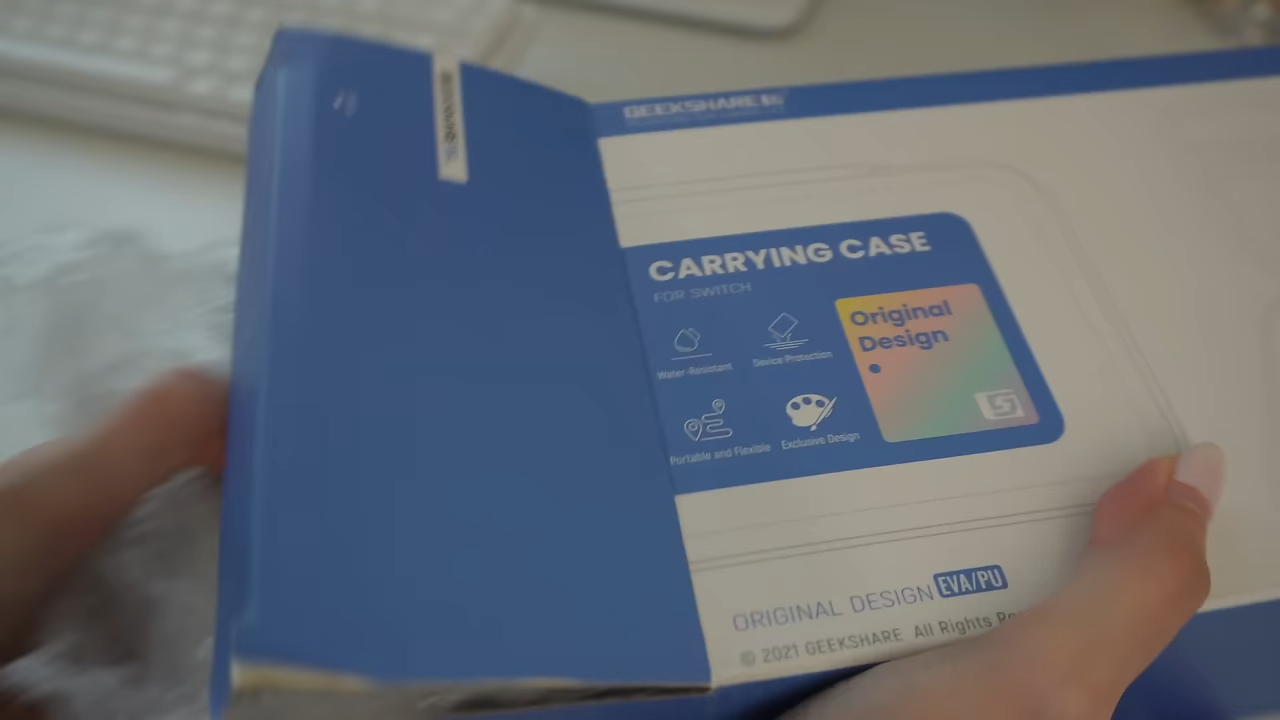 GEEKSHARE
CARRYING CASE
FOR SWITCH
Water-Resistant
Device Protection
Portable and Flexible
Exclusive Design
Original
Design
ORIGINAL DESIGN EVA/PU
© 2021 GEEKSHARE All Rights